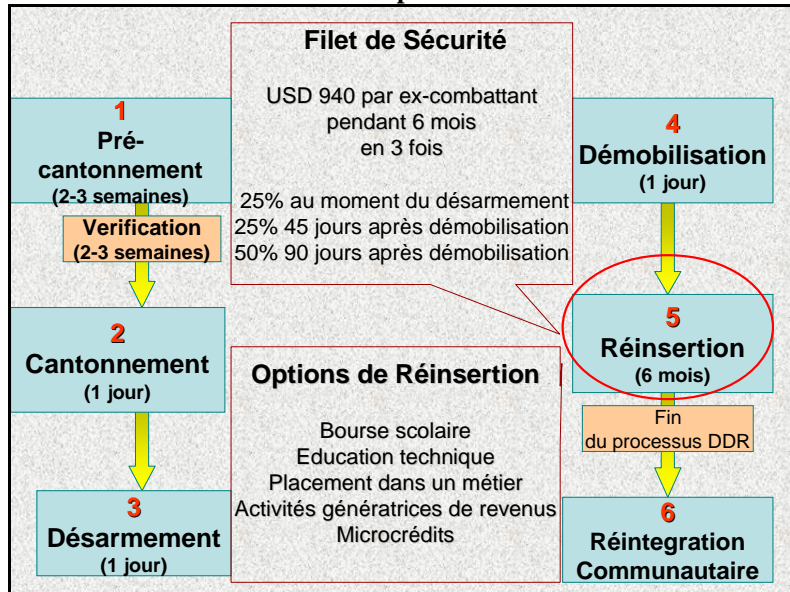 1
Pré-
cantonnement
(2-3 semaines)
Verification
(2-3 semaines)
2
Cantonnement
(1 jour)
3
Désarmement
(1 jour)
Filet de Sécurité
USD 940 par ex-combattant
pendant 6 mois
en 3 fois
25% au moment du désarmement
25% 45 jours après démobilisation
50% 90 jours après démobilisation
Options de Réinsertion
Bourse scolaire
Education technique
Placement dans un métier
Activités génératrices de revenus
Microcrédits
4
Démobilisation
(1 jour)
5
Réinsertion
(6 mois)
Fin
du processus DDR
6
Réintegration
Communautaire